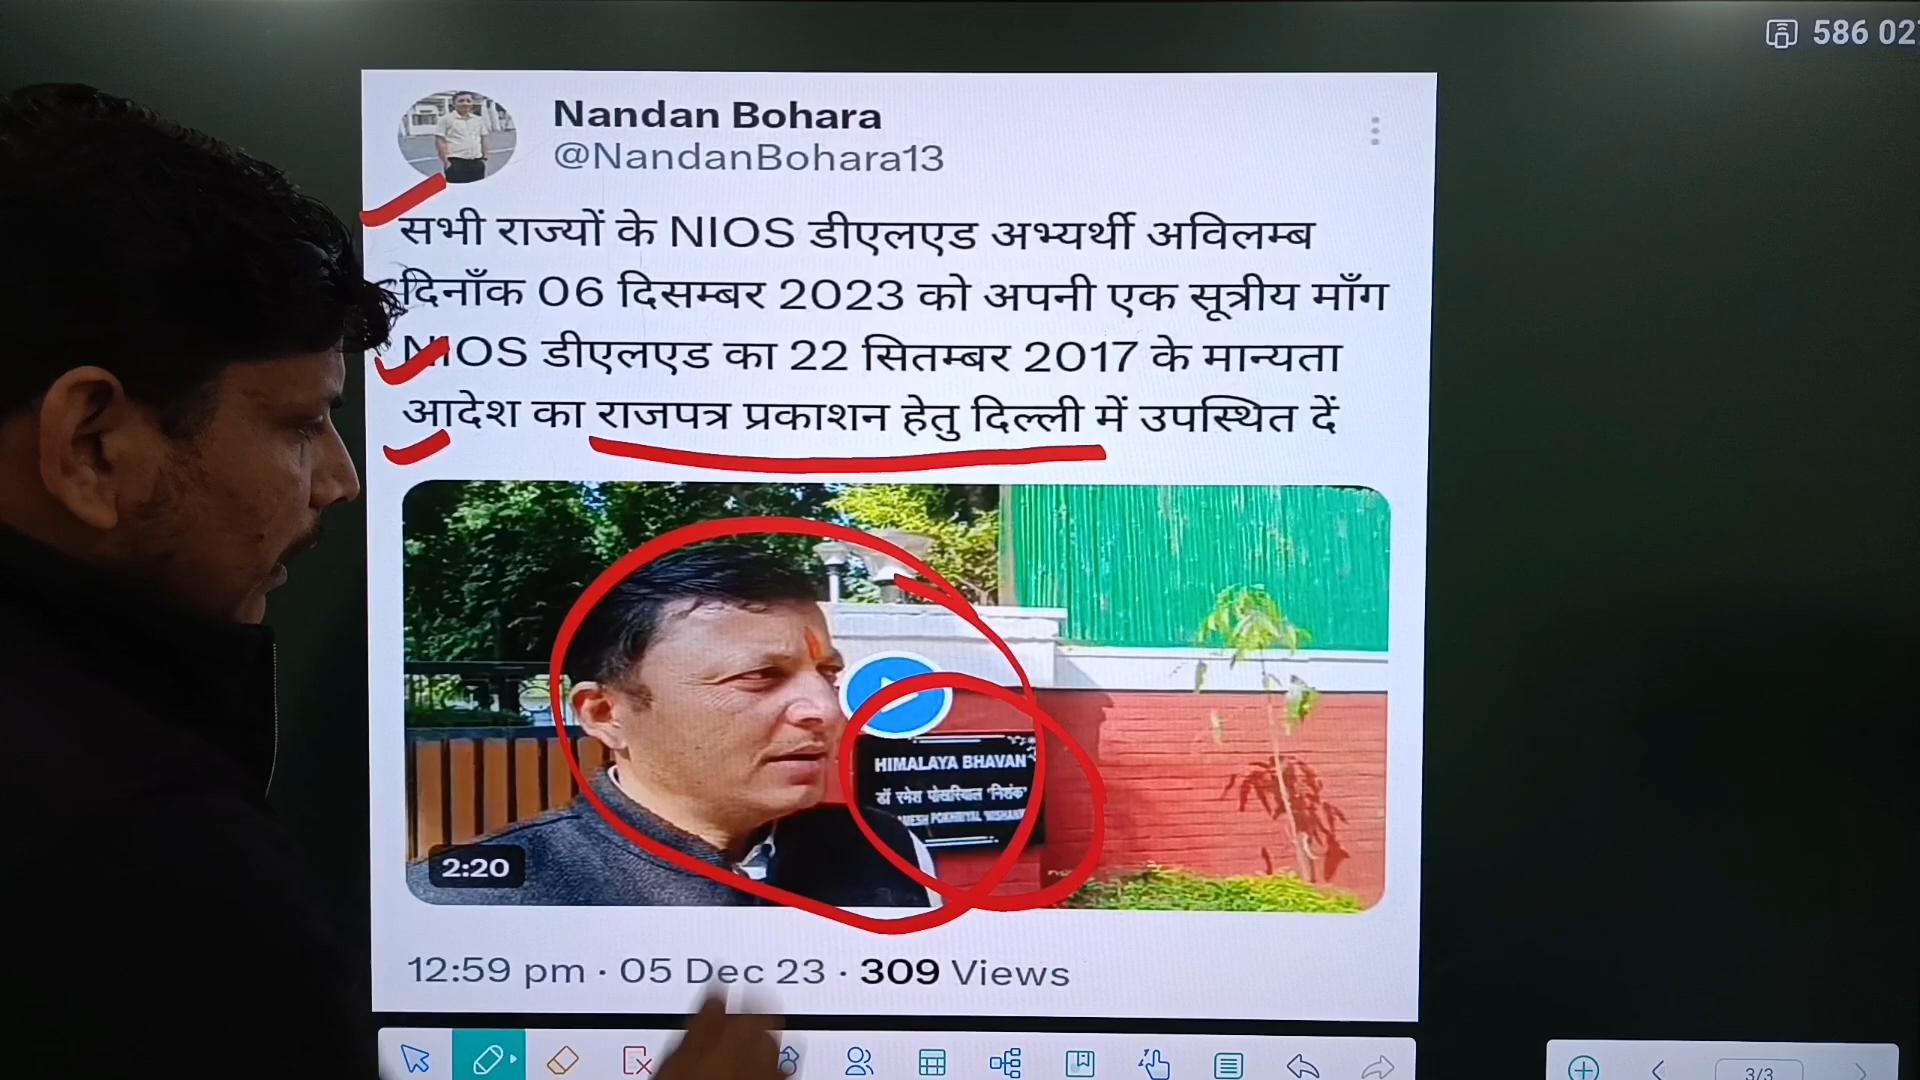 586 02
Nandan Bohara
@NandanBohara13
सभी राज्यों के NIOS डीएलएड अभ्यर्थी अविलम्ब
दिनाँक 06 दिसम्बर 2023 को अपनी एक सूत्रीय माँग
NIOS डीएलएड का 22 सितम्बर 2017 के मान्यता
आदेश का राजपत्र प्रकाशन हेतु दिल्ली में उपस्थित दें
HIMALAYA BHAVAN
डॉ रमेश पोखरियाल 'निशंक'
POKHRIYAL 'NISHANK'
2:20
12:59 pm · 05 Dec 23 · 309 Views
3/3